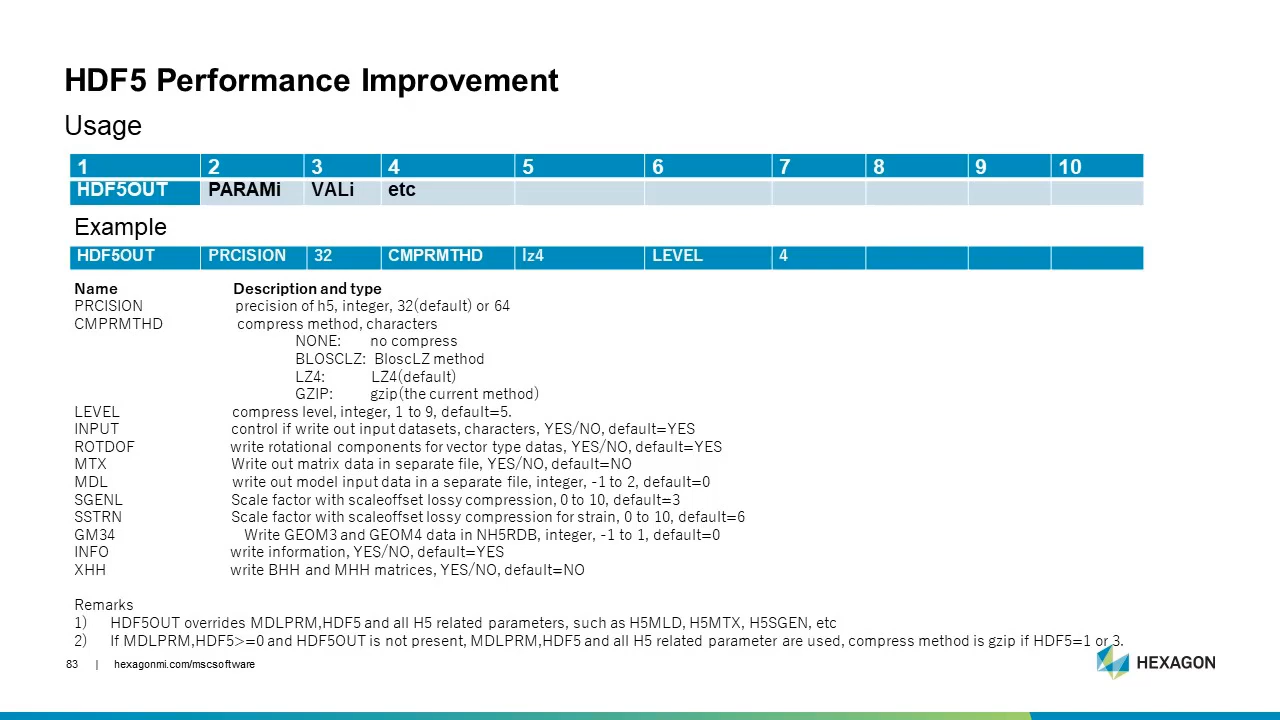 HDF5 Performance Improvement
Usage
1 2 3 4 5 6 7 8 9 10
HDF5OUT PARAMi VALi etc
Example
HDF5OUT PRCISION 32 CMPRMTHD lz4 LEVEL 4
Name Description and type
PRCISION precision of h5, integer, 32(default) or 64
CMPRMTHD compress method, characters
NONE: no compress
BLOSCLZ: BloscLZ method
LZ4: LZ4(default)
GZIP: gzip(the current method)
LEVEL compress level, integer, 1 to 9, default=5.
INPUT control if write out input datasets, characters, YES/NO, default=YES
ROTDOF write rotational components for vector type datas, YES/NO, default=YES
MTX Write out matrix data in separate file, YES/NO, default=NO
MDL write out model input data in a separate file, integer, -1 to 2, default=0
SGENL Scale factor with scaleoffset lossy compression, 0 to 10, default=3
SSTRN Scale factor with scaleoffset lossy compression for strain, 0 to 10, default=6
GM34 Write GEOM3 and GEOM4 data in NH5RDB, integer, -1 to 1, default=0
INFO write information, YES/NO, default=YES
XHH write BHH and MHH matrices, YES/NO, default=NO
Remarks
1) HDF5OUT overrides MDLPRM,HDF5 and all H5 related parameters, such as H5MLD, H5MTX, H5SGEN, etc
2) If MDLPRM,HDF5>=0 and HDF5OUT is not present, MDLPRM,HDF5 and all H5 related parameter are used, compress method is gzip if HDF5=1 or 3.
83 | hexagonmi.com/mscsoftware
HEXAGON